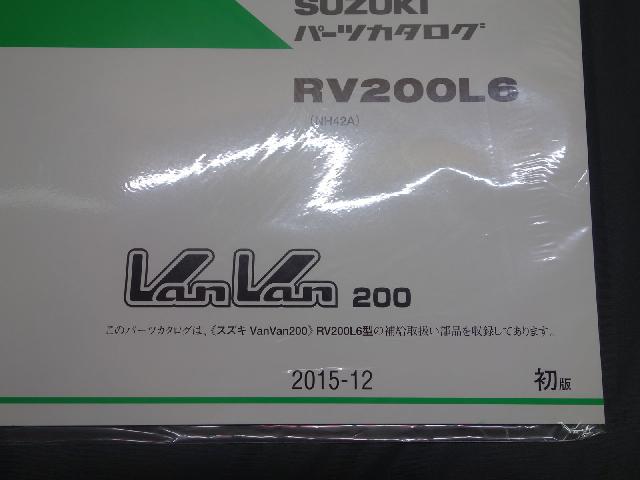 SUZUKI
パーツカタログ
RV200L6
(NH42A)
VanVan 200
このパーツカタログは、《スズキ VanVan200》RV200L6型の補給取扱い部品を収録してあります。
2015-12
初版